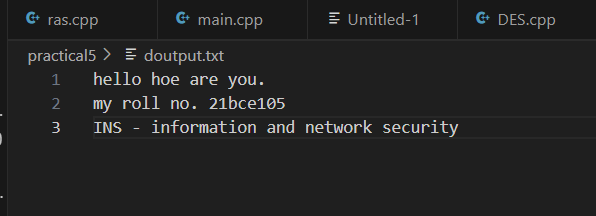 ras.cpp main.cpp Untitled-1 DES.cpp
practical5 > doutput.txt
1 hello hoe are you.
2 my roll no. 21bce105
3 INS - information and network security